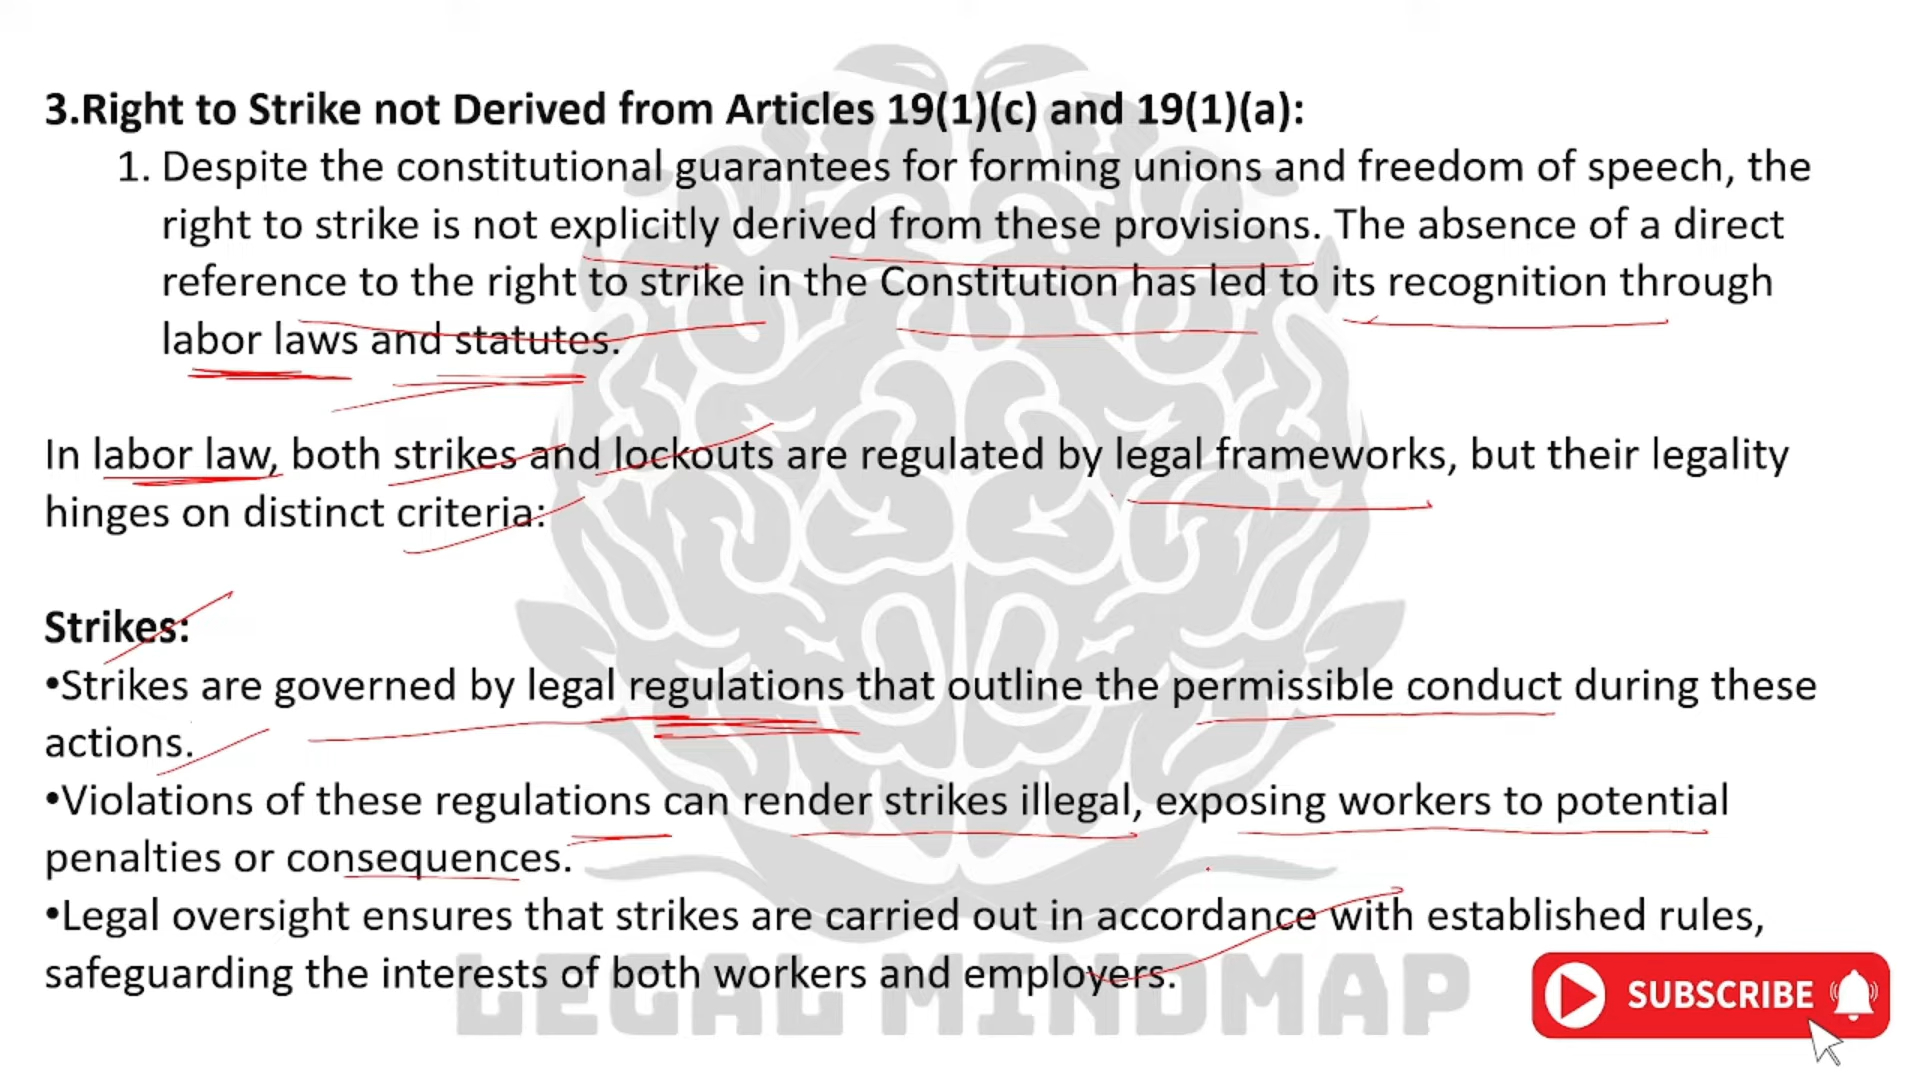 3.Right to Strike not Derived from Articles 19(1)(c) and 19(1)(a):
1. Despite the constitutional guarantees for forming unions and freedom of speech, the
right to strike is not explicitly derived from these provisions. The absence of a direct
reference to the right to strike in the Constitution has led to its recognition through
labor laws and statutes.
In labor law, both strikes and lockouts are regulated by legal frameworks, but their legality
hinges on distinct criteria:
Strikes:
•Strikes are governed by legal regulations that outline the permissible conduct during these
actions.
•Violations of these regulations can render strikes illegal, exposing workers to potential
penalties or consequences.
•Legal oversight ensures that strikes are carried out in accordance with established rules,
safeguarding the interests of both workers and employers.
LEGAL MINDMAP
SUBSCRIBE